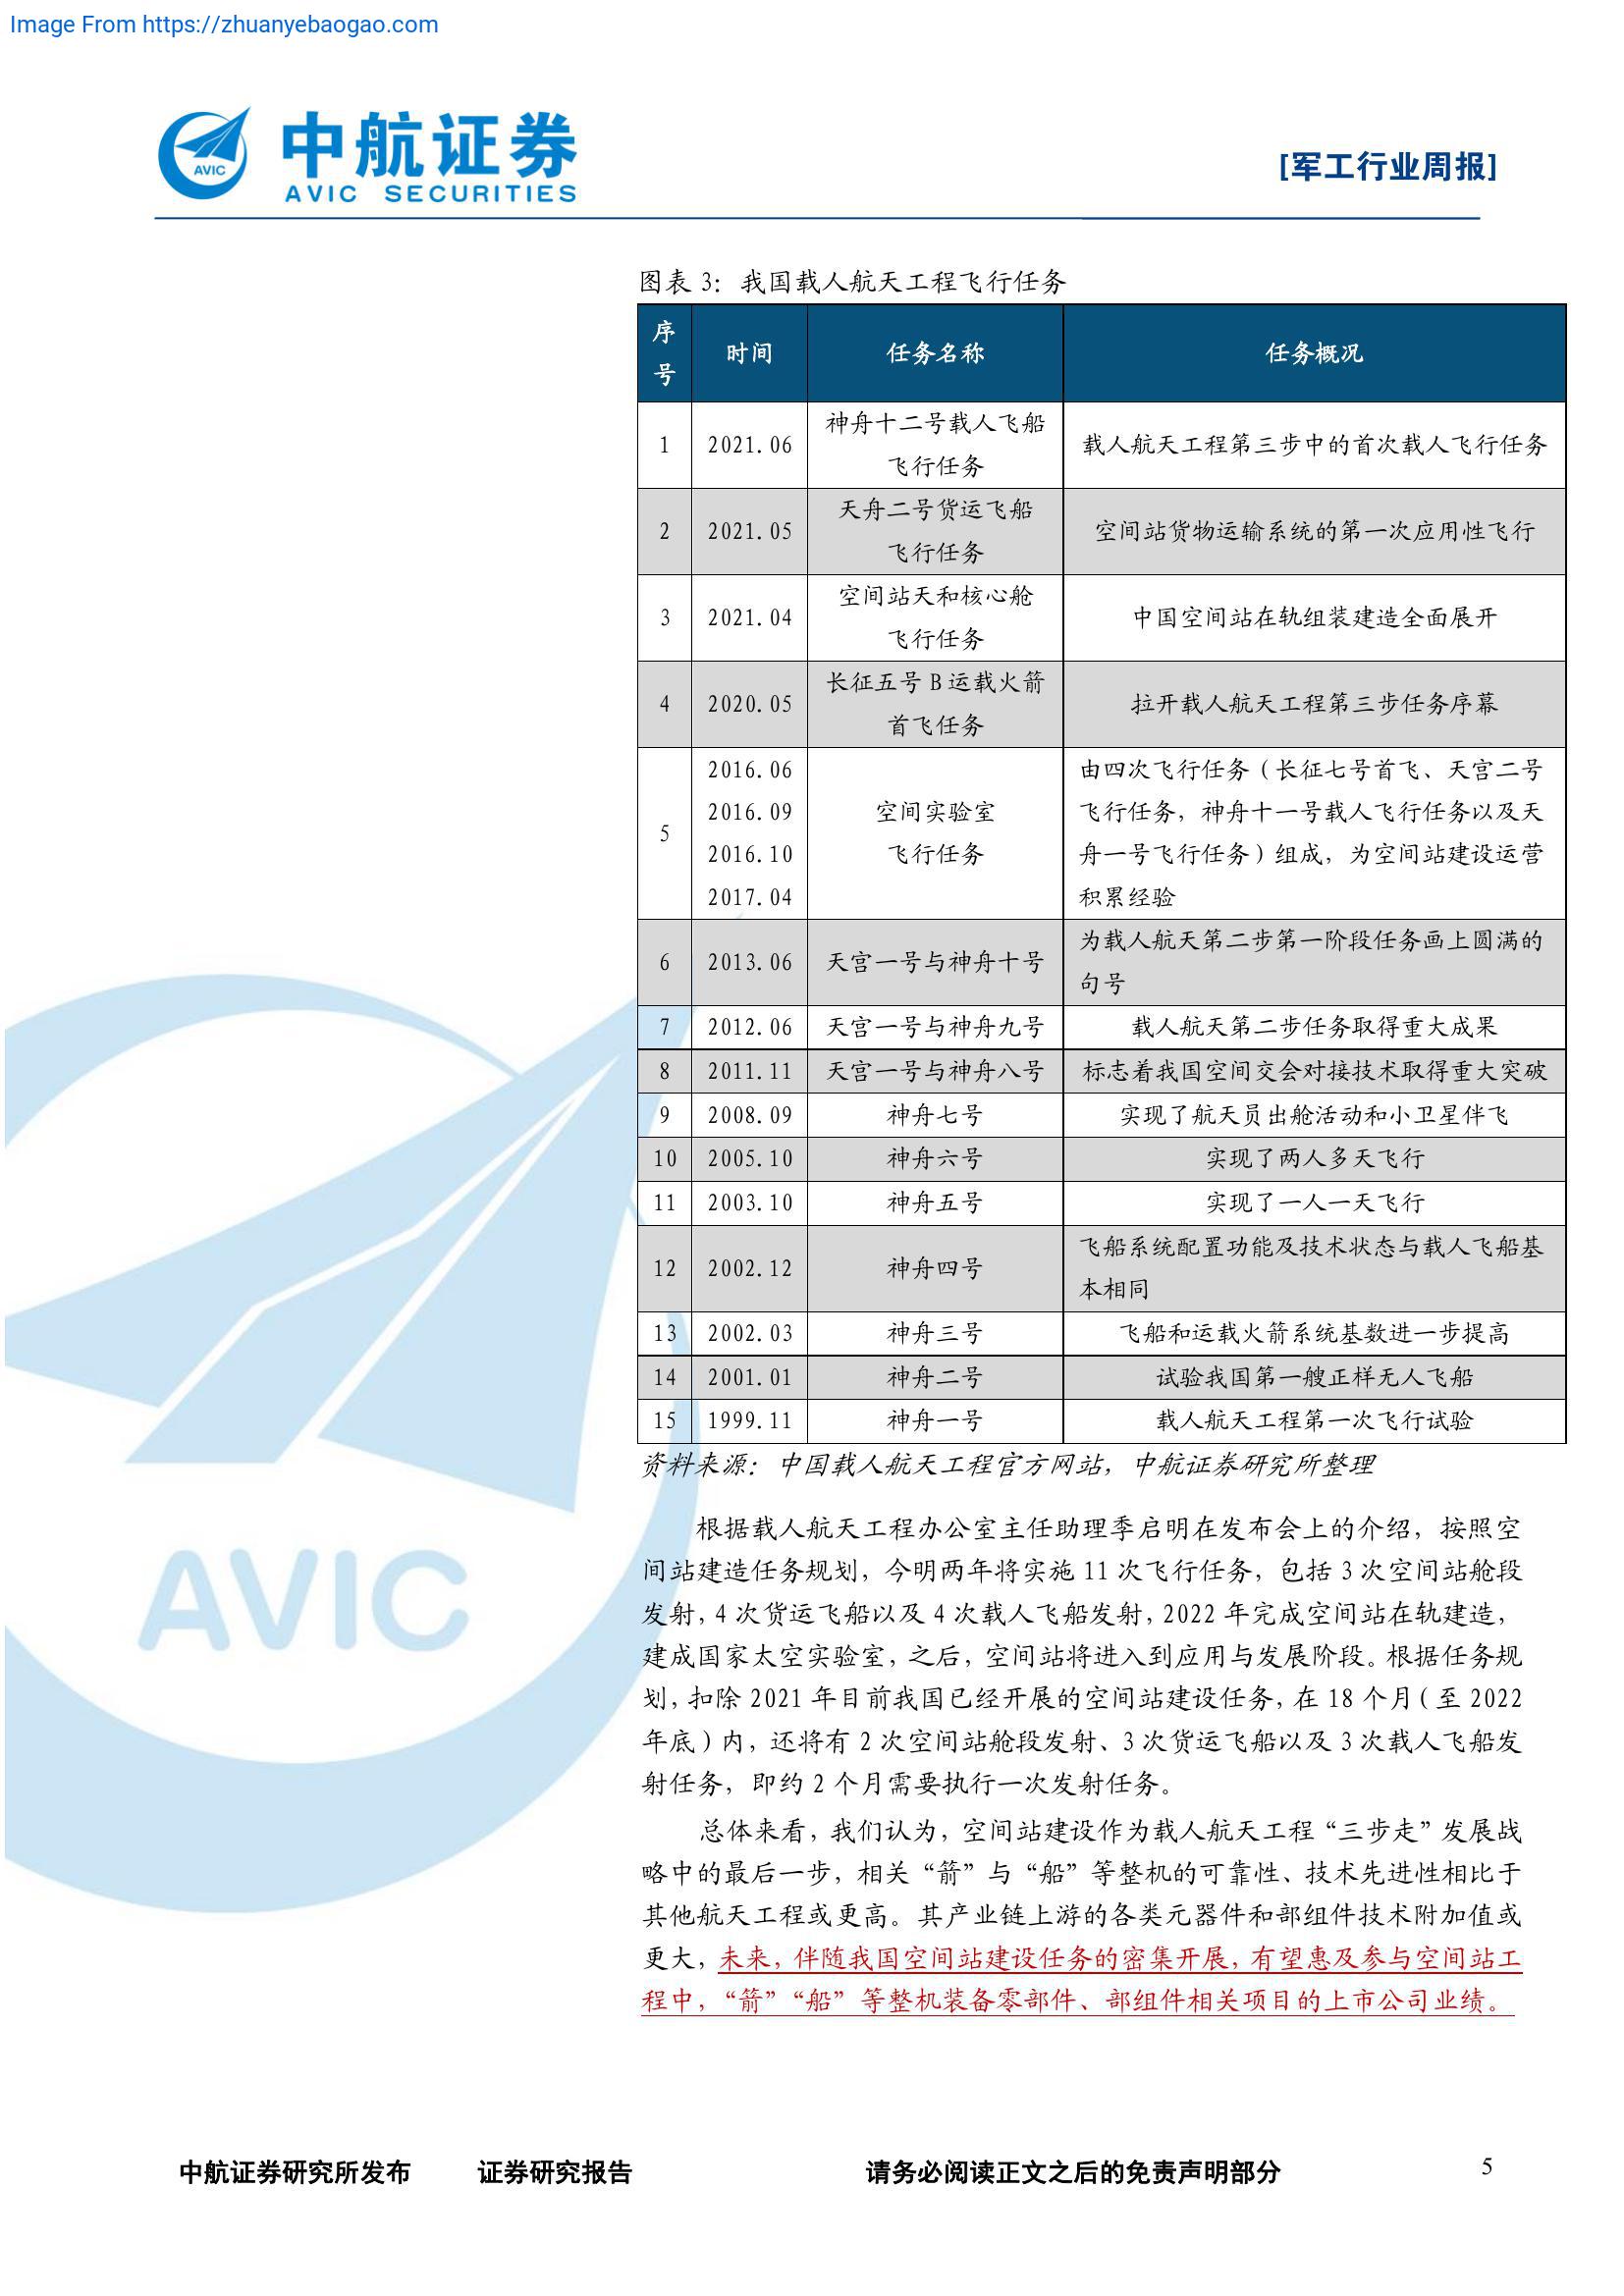 Image From https://zhuanyebaogao.com
AVIC
中航证券
AVIC SECURITIES
[军工行业周报]
图表 3：我国载人航天工程飞行任务
序号 时间 任务名称 任务概况
1 2021.06 神舟十二号载人飞船飞行任务 载人航天工程第三步中的首次载人飞行任务
2 2021.05 天舟二号货运飞船飞行任务 空间站货物运输系统的第一次应用性飞行
3 2021.04 空间站天和核心舱飞行任务 中国空间站在轨组装建造全面展开
4 2020.05 长征五号 B 运载火箭首飞任务 拉开载人航天工程第三步任务序幕
5 2016.06 2016.09 2016.10 2017.04 空间实验室飞行任务 由四次飞行任务（长征七号首飞、天宫二号飞行任务，神舟十一号载人飞行任务以及天舟一号飞行任务）组成，为空间站建设运营积累经验
6 2013.06 天宫一号与神舟十号 为载人航天第二步第一阶段任务画上圆满的句号
7 2012.06 天宫一号与神舟九号 载人航天第二步任务取得重大成果
8 2011.11 天宫一号与神舟八号 标志着我国空间交会对接技术取得重大突破
9 2008.09 神舟七号 实现了航天员出舱活动和小卫星伴飞
10 2005.10 神舟六号 实现了两人多天飞行
11 2003.10 神舟五号 实现了一人一天飞行
12 2002.12 神舟四号 飞船系统配置功能及技术状态与载人飞船基本相同
13 2002.03 神舟三号 飞船和运载火箭系统基数进一步提高
14 2001.01 神舟二号 试验我国第一艘正样无人飞船
15 1999.11 神舟一号 载人航天工程第一次飞行试验
资料来源：中国载人航天工程官方网站，中航证券研究所整理
根据载人航天工程办公室主任助理季启明在发布会上的介绍，按照空
间站建造任务规划，今明两年将实施 11 次飞行任务，包括 3 次空间站舱段
发射，4 次货运飞船以及 4 次载人飞船发射，2022 年完成空间站在轨建造，
建成国家太空实验室，之后，空间站将进入到应用与发展阶段。根据任务规
划，扣除 2021 年目前我国已经开展的空间站建设任务，在 18 个月（至 2022
年底）内，还将有 2 次空间站舱段发射、3 次货运飞船以及 3 次载人飞船发
射任务，即约 2 个月需要执行一次发射任务。
总体来看，我们认为，空间站建设作为载人航天工程“三步走”发展战
略中的最后一步，相关“箭”与“船”等整机的可靠性、技术先进性相比于
其他航天工程或更高。其产业链上游的各类元器件和部组件技术附加值或
更大，未来，伴随我国空间站建设任务的密集开展，有望惠及参与空间站工
程中，“箭”“船”等整机装备零部件、部组件相关项目的上市公司业绩。
AVIC
中航证券研究所发布 证券研究报告 请务必阅读正文之后的免责声明部分 5